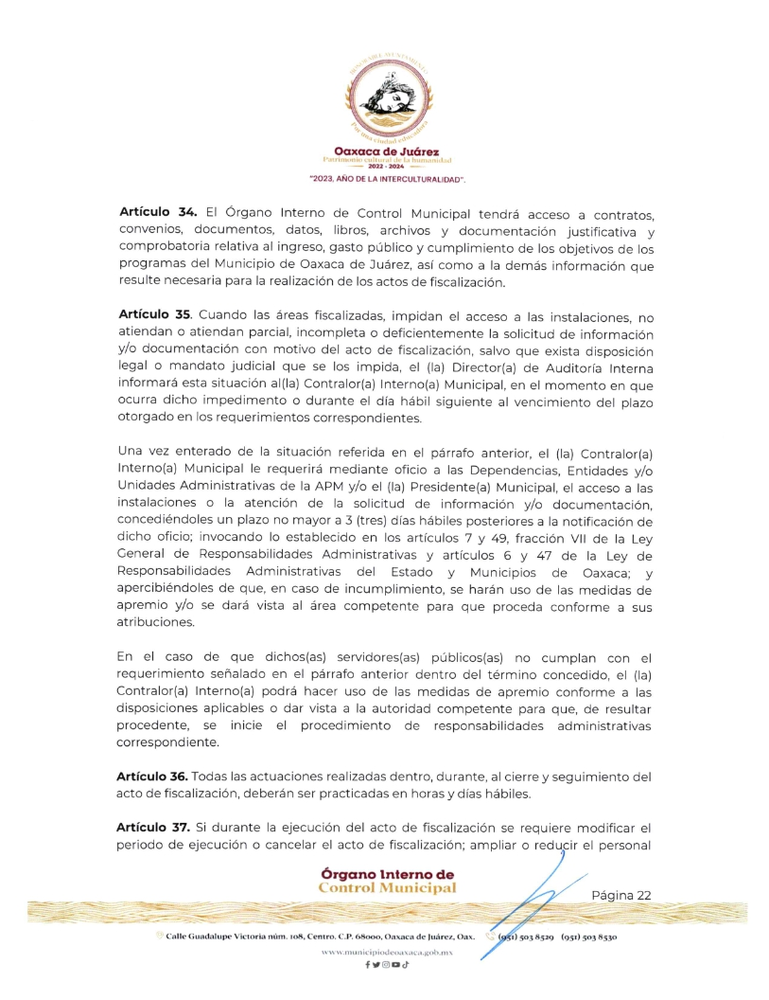 HONORABLE AYUNTAMIENTO
Por una ciudad educadora
Oaxaca de Juárez
Patrimonio cultural de la humanidad
2022 - 2024
"2023, AÑO DE LA INTERCULTURALIDAD".
Artículo 34. El Órgano Interno de Control Municipal tendrá acceso a contratos,
convenios, documentos, datos, libros, archivos y documentación justificativa y
comprobatoria relativa al ingreso, gasto público y cumplimiento de los objetivos de los
programas del Municipio de Oaxaca de Juárez, así como a la demás información que
resulte necesaria para la realización de los actos de fiscalización.
Artículo 35. Cuando las áreas fiscalizadas, impidan el acceso a las instalaciones, no
atiendan o atiendan parcial, incompleta o deficientemente la solicitud de información
y/o documentación con motivo del acto de fiscalización, salvo que exista disposición
legal o mandato judicial que se los impida, el (la) Director(a) de Auditoría Interna
informará esta situación al(la) Contralor(a) Interno(a) Municipal, en el momento en que
ocurra dicho impedimento o durante el día hábil siguiente al vencimiento del plazo
otorgado en los requerimientos correspondientes.
Una vez enterado de la situación referida en el párrafo anterior, el (la) Contralor(a)
Interno(a) Municipal le requerirá mediante oficio a las Dependencias, Entidades y/o
Unidades Administrativas de la APM y/o el (la) Presidente(a) Municipal, el acceso a las
instalaciones o la atención de la solicitud de información y/o documentación,
concediéndoles un plazo no mayor a 3 (tres) días hábiles posteriores a la notificación de
dicho oficio; invocando lo establecido en los artículos 7 y 49, fracción VII de la Ley
General de Responsabilidades Administrativas y artículos 6 y 47 de la Ley de
Responsabilidades Administrativas del Estado y Municipios de Oaxaca; y
apercibiéndoles de que, en caso de incumplimiento, se harán uso de las medidas de
apremio y/o se dará vista al área competente para que proceda conforme a sus
atribuciones.
En el caso de que dichos(as) servidores(as) públicos(as) no cumplan con el
requerimiento señalado en el párrafo anterior dentro del término concedido, el (la)
Contralor(a) Interno(a) podrá hacer uso de las medidas de apremio conforme a las
disposiciones aplicables o dar vista a la autoridad competente para que, de resultar
procedente, se inicie el procedimiento de responsabilidades administrativas
correspondiente.
Artículo 36. Todas las actuaciones realizadas dentro, durante, al cierre y seguimiento del
acto de fiscalización, deberán ser practicadas en horas y días hábiles.
Artículo 37. Si durante la ejecución del acto de fiscalización se requiere modificar el
periodo de ejecución o cancelar el acto de fiscalización; ampliar o reducir el personal
Órgano Interno de
Control Municipal
Página 22
Calle Guadalupe Victoria núm. 108, Centro. C.P. 68000, Oaxaca de Juárez, Oax. (951) 503 8529 (951) 503 8530
www.municipiodeoaxaca.gob.mx